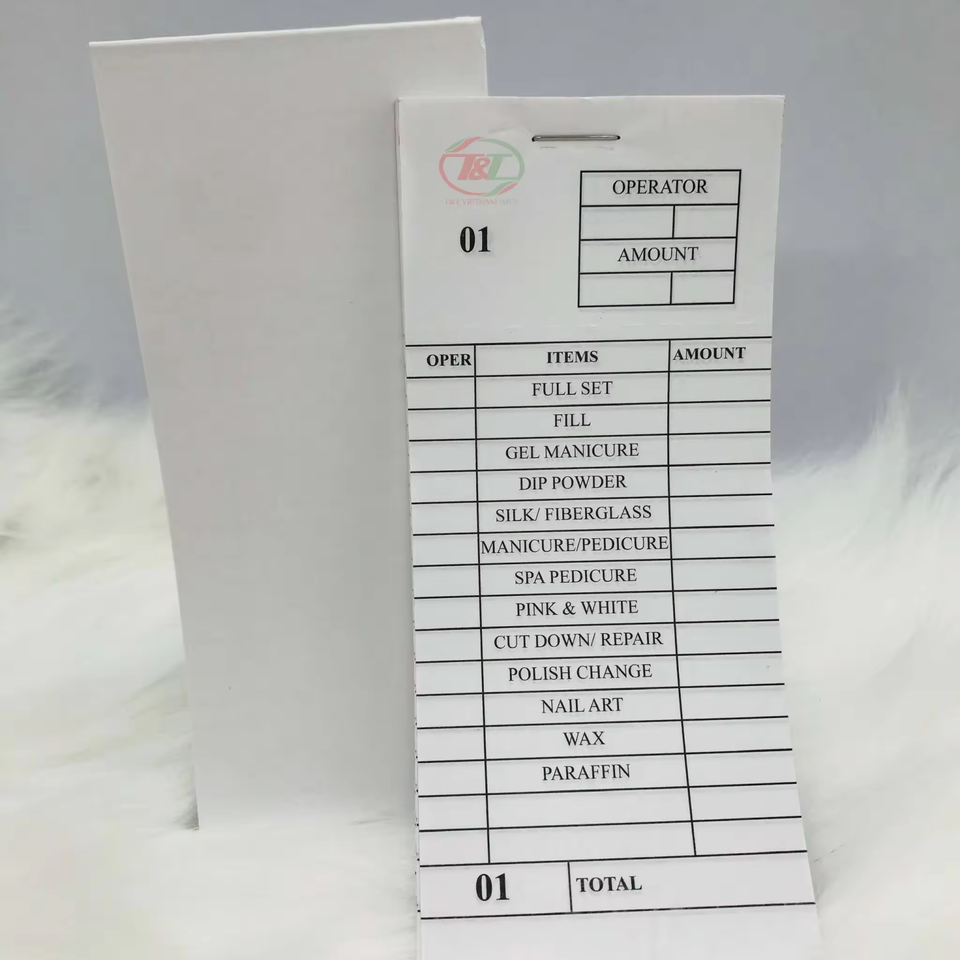 T&T
OPERATOR
01
AMOUNT
OPER ITEMS AMOUNT
FULL SET
FILL
GEL MANICURE
DIP POWDER
SILK/ FIBERGLASS
MANICURE/PEDICURE
SPA PEDICURE
PINK & WHITE
CUT DOWN/ REPAIR
POLISH CHANGE
NAIL ART
WAX
PARAFFIN
01 TOTAL